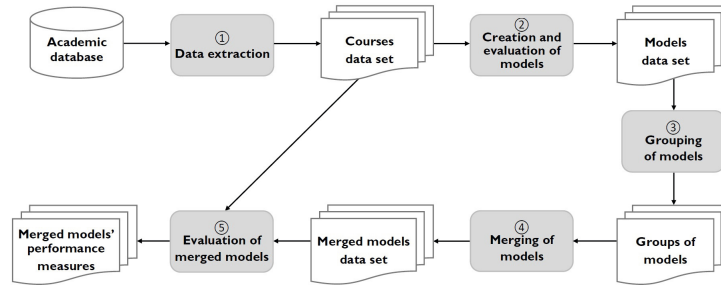 Academic
database
①
Data extraction
Courses
data set
②
Creation and
evaluation of
models
Models
data set
③
Grouping
of models
Merged models'
performance
measures
⑤
Evaluation of
merged models
Merged models
data set
④
Merging of
models
Groups of
models